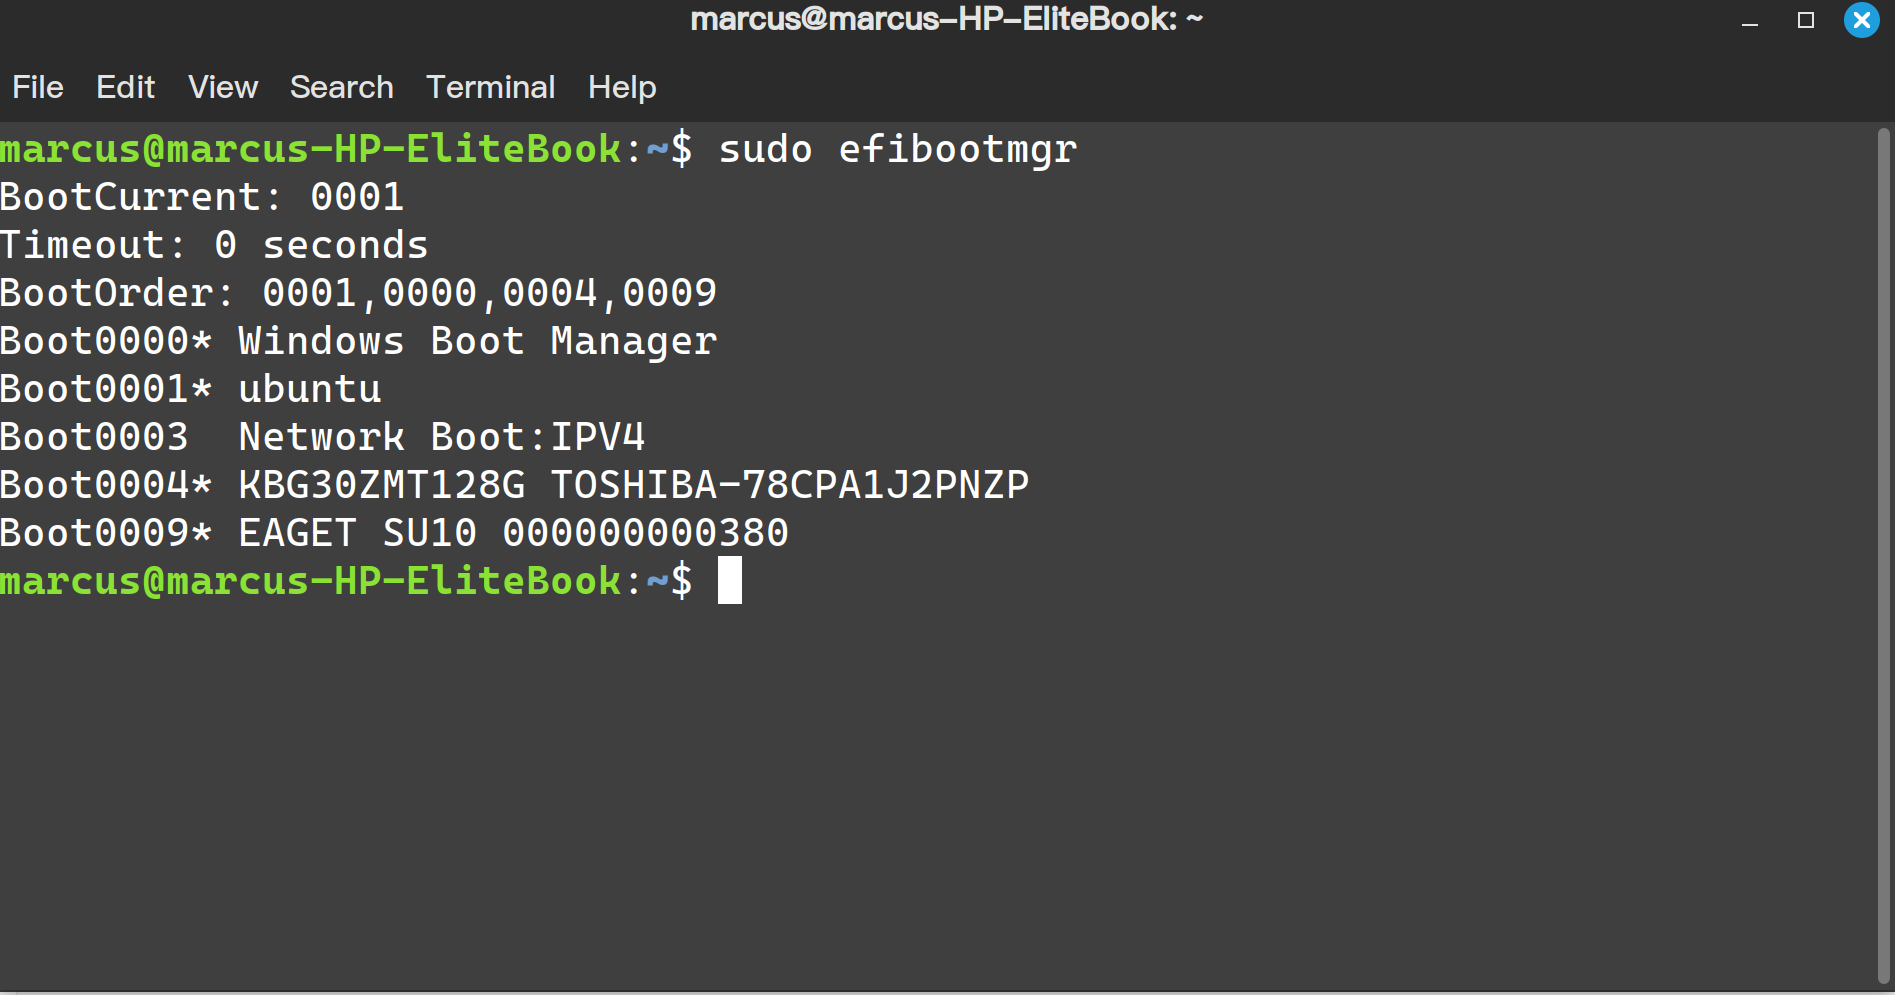 marcus@marcus-HP-EliteBook: ~
File Edit View Search Terminal Help
marcus@marcus-HP-EliteBook:~$ sudo efibootmgr
BootCurrent: 0001
Timeout: 0 seconds
BootOrder: 0001,0000,0004,0009
Boot0000* Windows Boot Manager
Boot0001* ubuntu
Boot0003  Network Boot:IPV4
Boot0004* KBG30ZMT128G TOSHIBA-78CPA1J2PNZP
Boot0009* EAGET SU10 000000000380
marcus@marcus-HP-EliteBook:~$